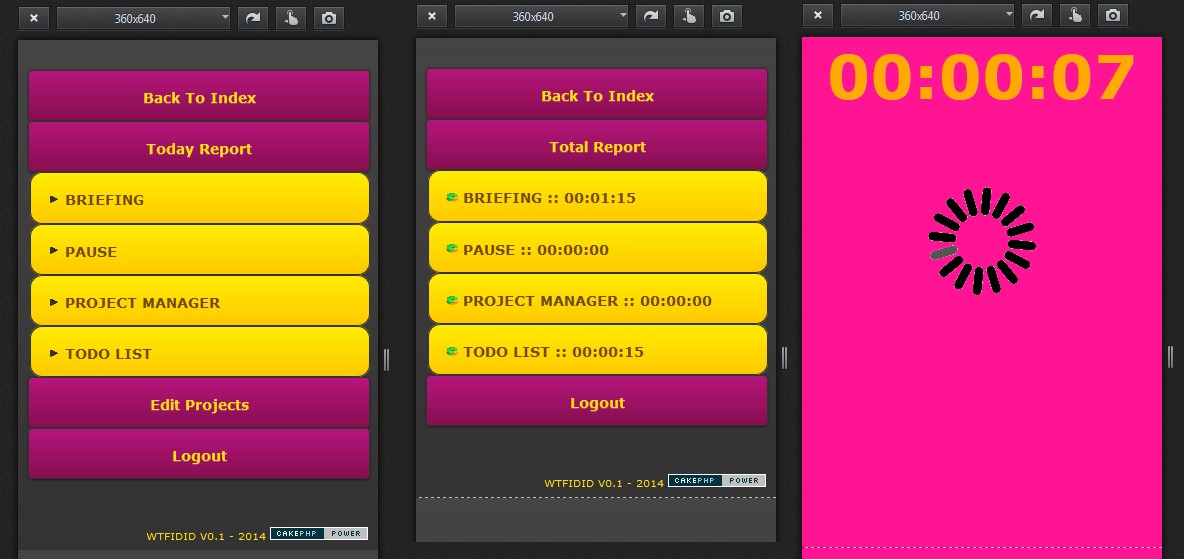 360x640
Back To Index
Today Report
BRIEFING
PAUSE
PROJECT MANAGER
TODO LIST
Edit Projects
Logout
WTFIDID V0.1 - 2014 CAKEPHP POWER
360x640
Back To Index
Total Report
BRIEFING :: 00:01:15
PAUSE :: 00:00:00
PROJECT MANAGER :: 00:00:00
TODO LIST :: 00:00:15
Logout
WTFIDID V0.1 - 2014 CAKEPHP POWER
360x640
00:00:07